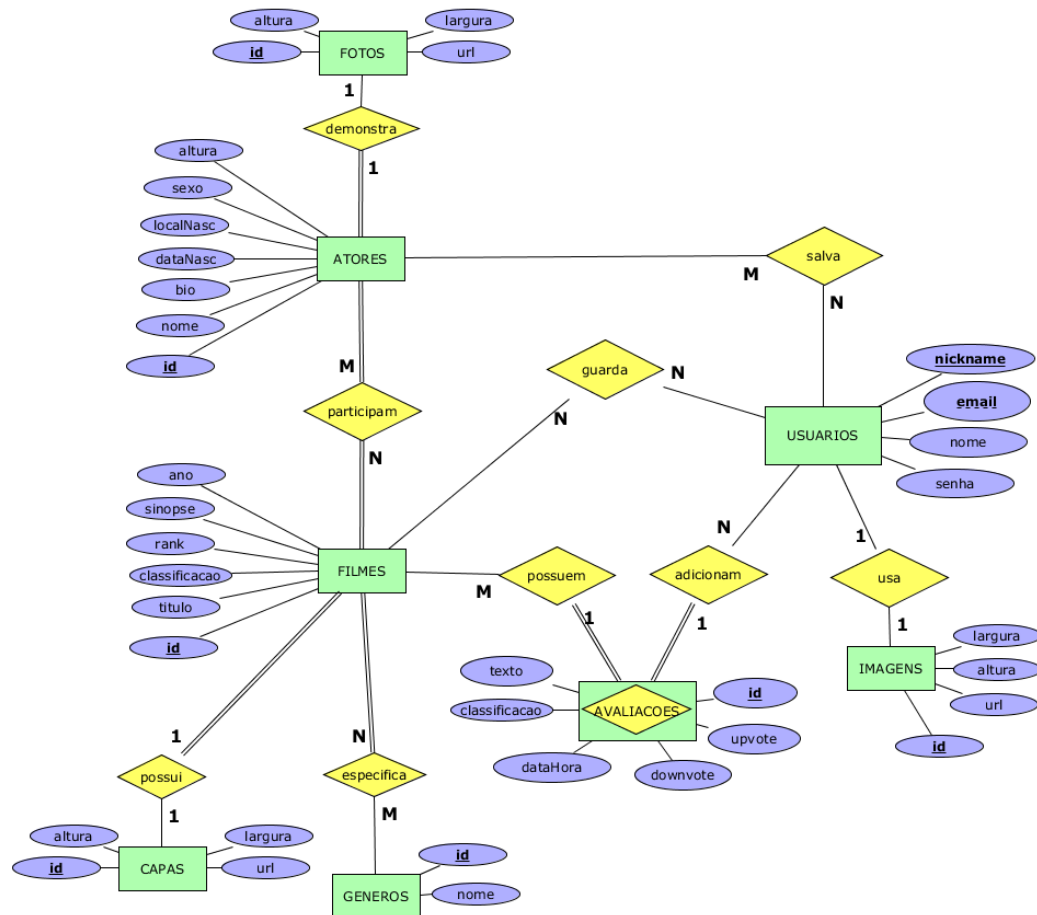 altura
largura
id
FOTOS
url
1
demonstra
altura
1
sexo
localNasc
dataNasc
ATORES
salva
M
bio
N
nome
nickname
id
M
guarda
N
email
participam
N
USUARIOS
nome
N
ano
senha
sinopse
N
1
rank
FILMES
possuem
adicionam
usa
classificacao
M
titulo
1
1
1
id
largura
texto
IMAGENS
altura
id
classificacao
AVALIACOES
url
1
N
upvote
id
dataHora
downvote
possui
especifica
1
M
altura
largura
id
CAPAS
url
id
GENEROS
nome